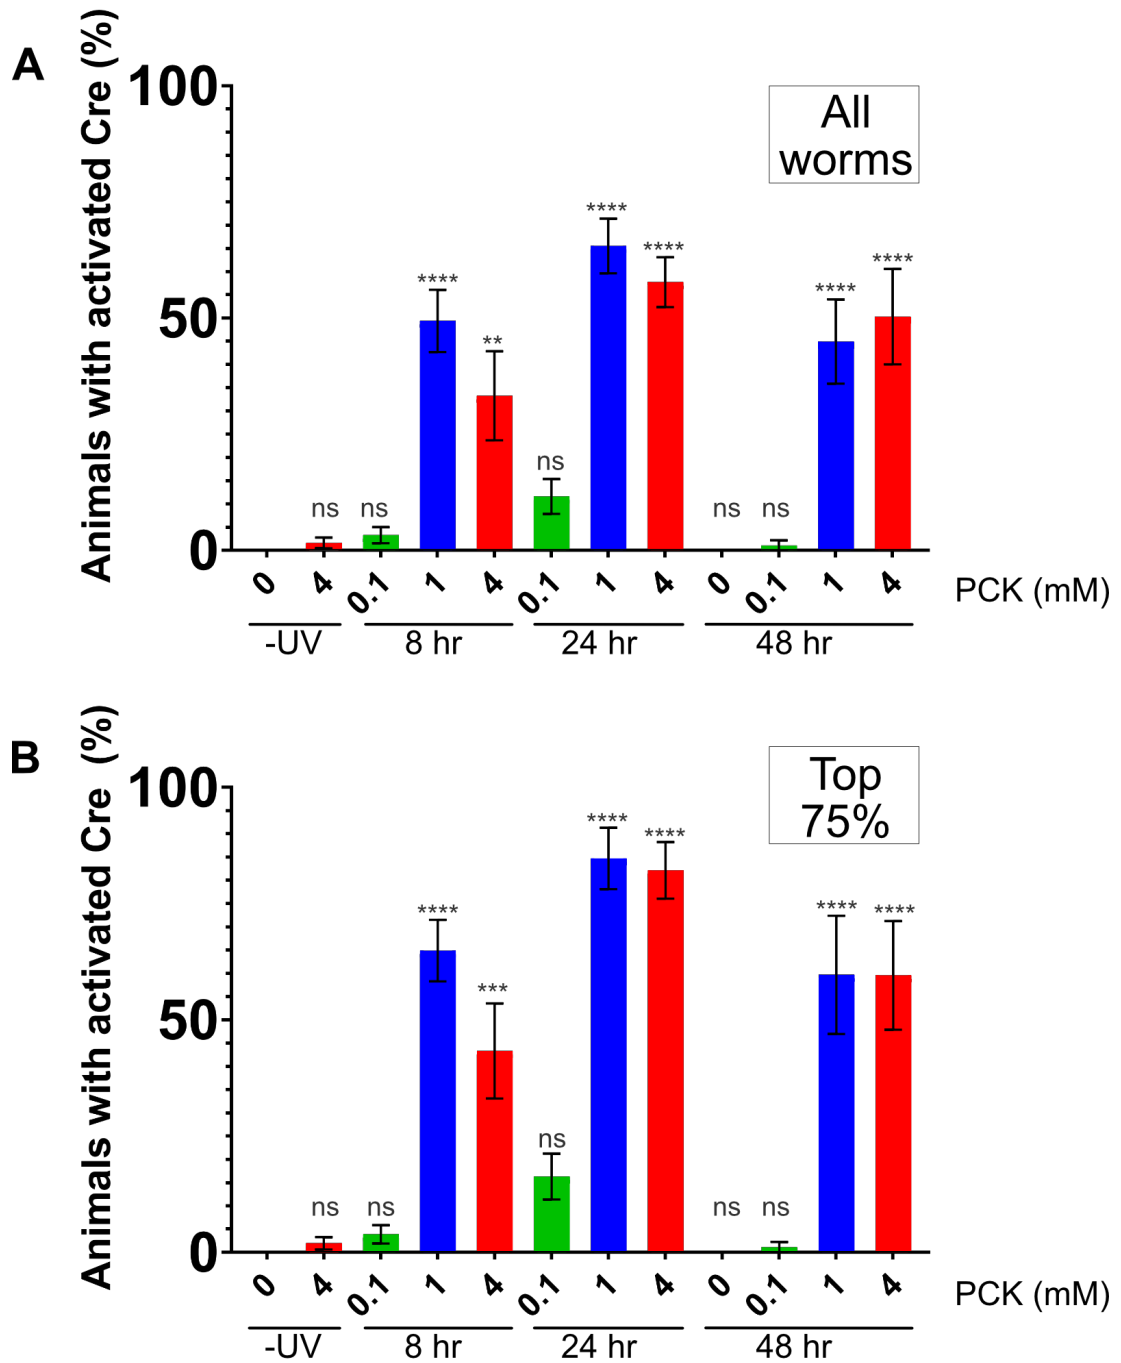 A
Animals with activated Cre (%)
100
50
0
All
worms
ns ns **** ** ns **** **** ns ns **** ****
0 4 0.1 1 4 0.1 1 4 0 0.1 1 4
PCK (mM)
-UV 8 hr 24 hr 48 hr
B
Animals with activated Cre (%)
100
50
0
Top
75%
ns ns **** *** ns **** **** ns ns **** ****
0 4 0.1 1 4 0.1 1 4 0 0.1 1 4
PCK (mM)
-UV 8 hr 24 hr 48 hr